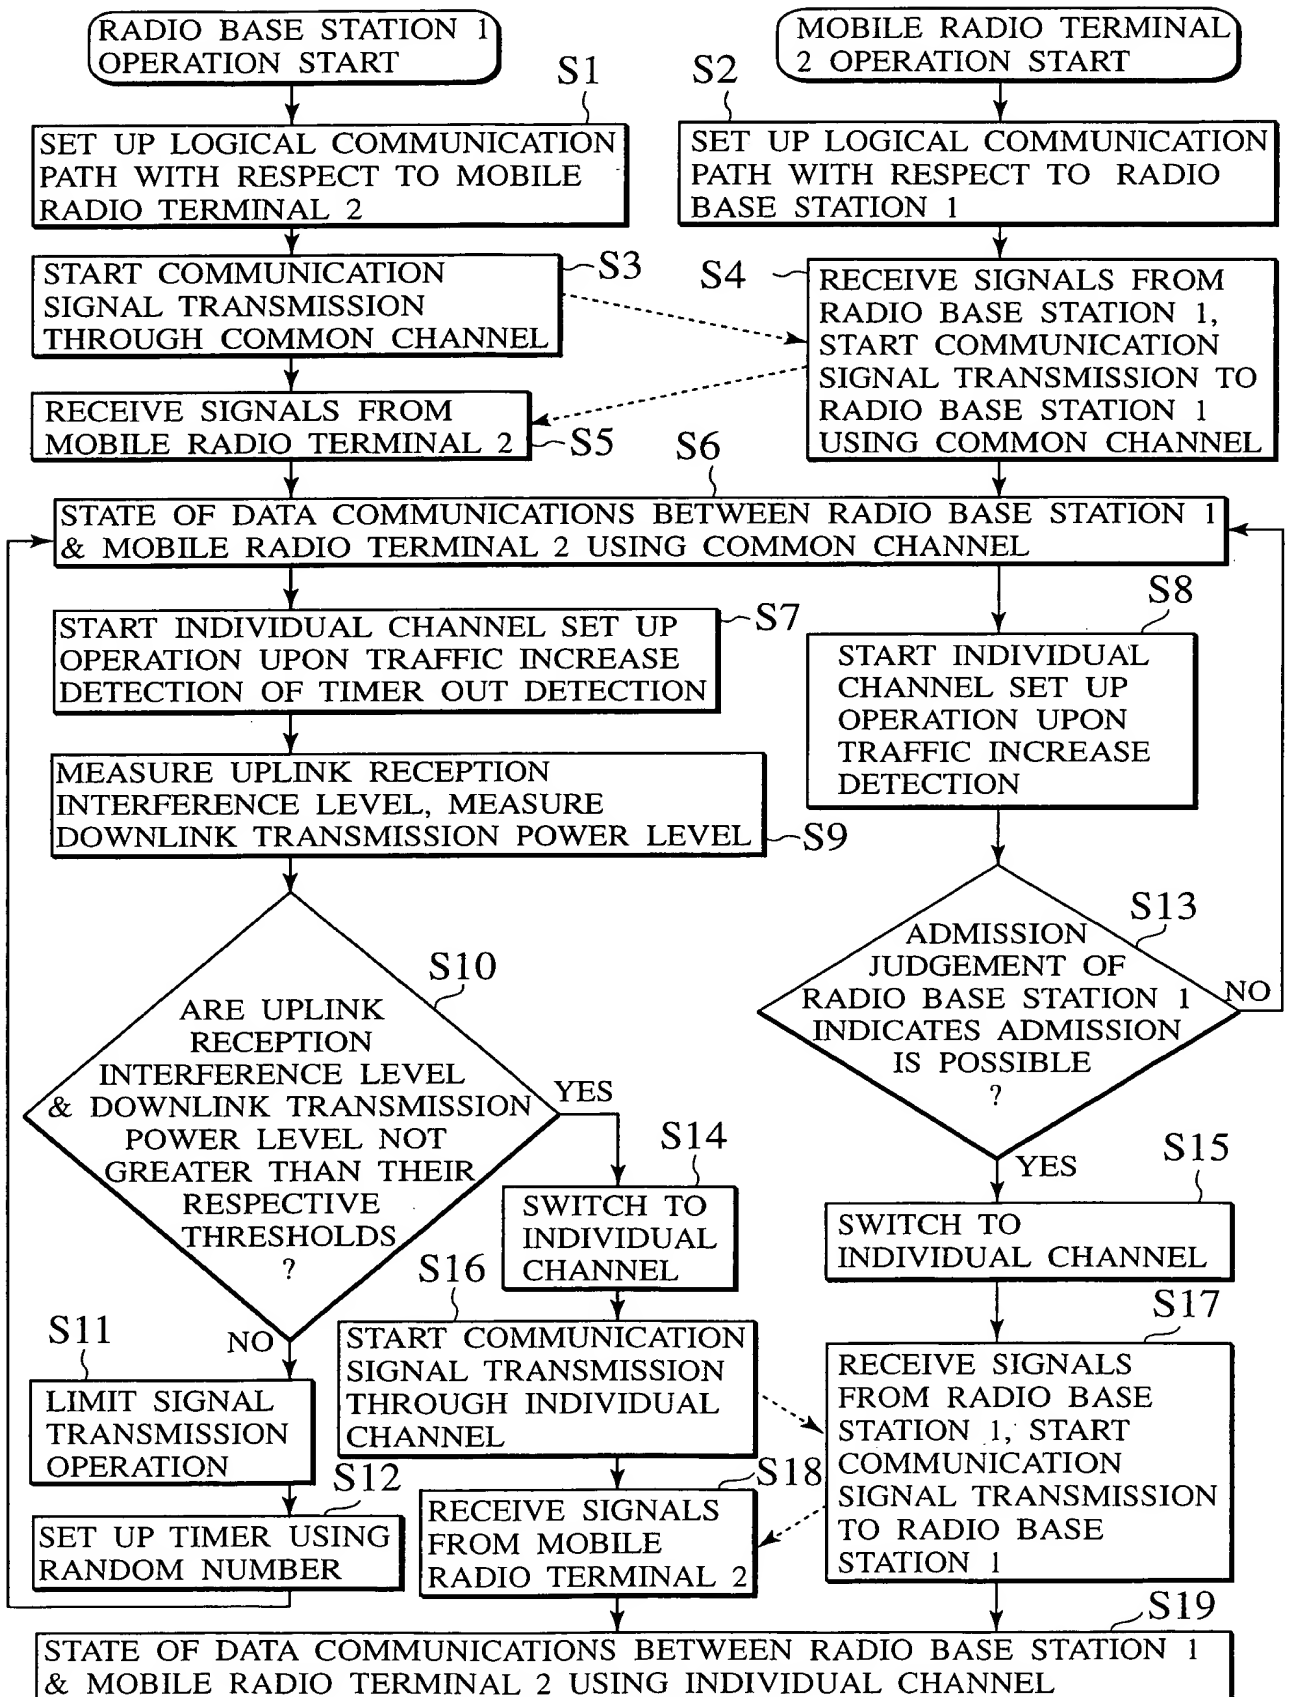 RADIO BASE STATION 1
OPERATION START
MOBILE RADIO TERMINAL
2 OPERATION START
S1
S2
SET UP LOGICAL COMMUNICATION
PATH WITH RESPECT TO MOBILE
RADIO TERMINAL 2
SET UP LOGICAL COMMUNICATION
PATH WITH RESPECT TO RADIO
BASE STATION 1
S3
START COMMUNICATION
SIGNAL TRANSMISSION
THROUGH COMMON CHANNEL
S4
RECEIVE SIGNALS FROM
RADIO BASE STATION 1,
START COMMUNICATION
SIGNAL TRANSMISSION TO
RADIO BASE STATION 1
USING COMMON CHANNEL
RECEIVE SIGNALS FROM
MOBILE RADIO TERMINAL 2
S5
S6
STATE OF DATA COMMUNICATIONS BETWEEN RADIO BASE STATION 1
& MOBILE RADIO TERMINAL 2 USING COMMON CHANNEL
S7
START INDIVIDUAL CHANNEL SET UP
OPERATION UPON TRAFFIC INCREASE
DETECTION OF TIMER OUT DETECTION
S8
START INDIVIDUAL
CHANNEL SET UP
OPERATION UPON
TRAFFIC INCREASE
DETECTION
MEASURE UPLINK RECEPTION
INTERFERENCE LEVEL, MEASURE
DOWNLINK TRANSMISSION POWER LEVEL
S9
S10
ARE UPLINK
RECEPTION
INTERFERENCE LEVEL
& DOWNLINK TRANSMISSION
POWER LEVEL NOT
GREATER THAN THEIR
RESPECTIVE
THRESHOLDS
?
YES
NO
S13
ADMISSION
JUDGEMENT OF
RADIO BASE STATION 1
INDICATES ADMISSION
IS POSSIBLE
?
NO
YES
S14
SWITCH TO
INDIVIDUAL
CHANNEL
S15
SWITCH TO
INDIVIDUAL CHANNEL
S11
LIMIT SIGNAL
TRANSMISSION
OPERATION
S12
SET UP TIMER USING
RANDOM NUMBER
S16
START COMMUNICATION
SIGNAL TRANSMISSION
THROUGH INDIVIDUAL
CHANNEL
S17
RECEIVE SIGNALS
FROM RADIO BASE
STATION 1, START
COMMUNICATION
SIGNAL TRANSMISSION
TO RADIO BASE
STATION 1
S18
RECEIVE SIGNALS
FROM MOBILE
RADIO TERMINAL 2
S19
STATE OF DATA COMMUNICATIONS BETWEEN RADIO BASE STATION 1
& MOBILE RADIO TERMINAL 2 USING INDIVIDUAL CHANNEL